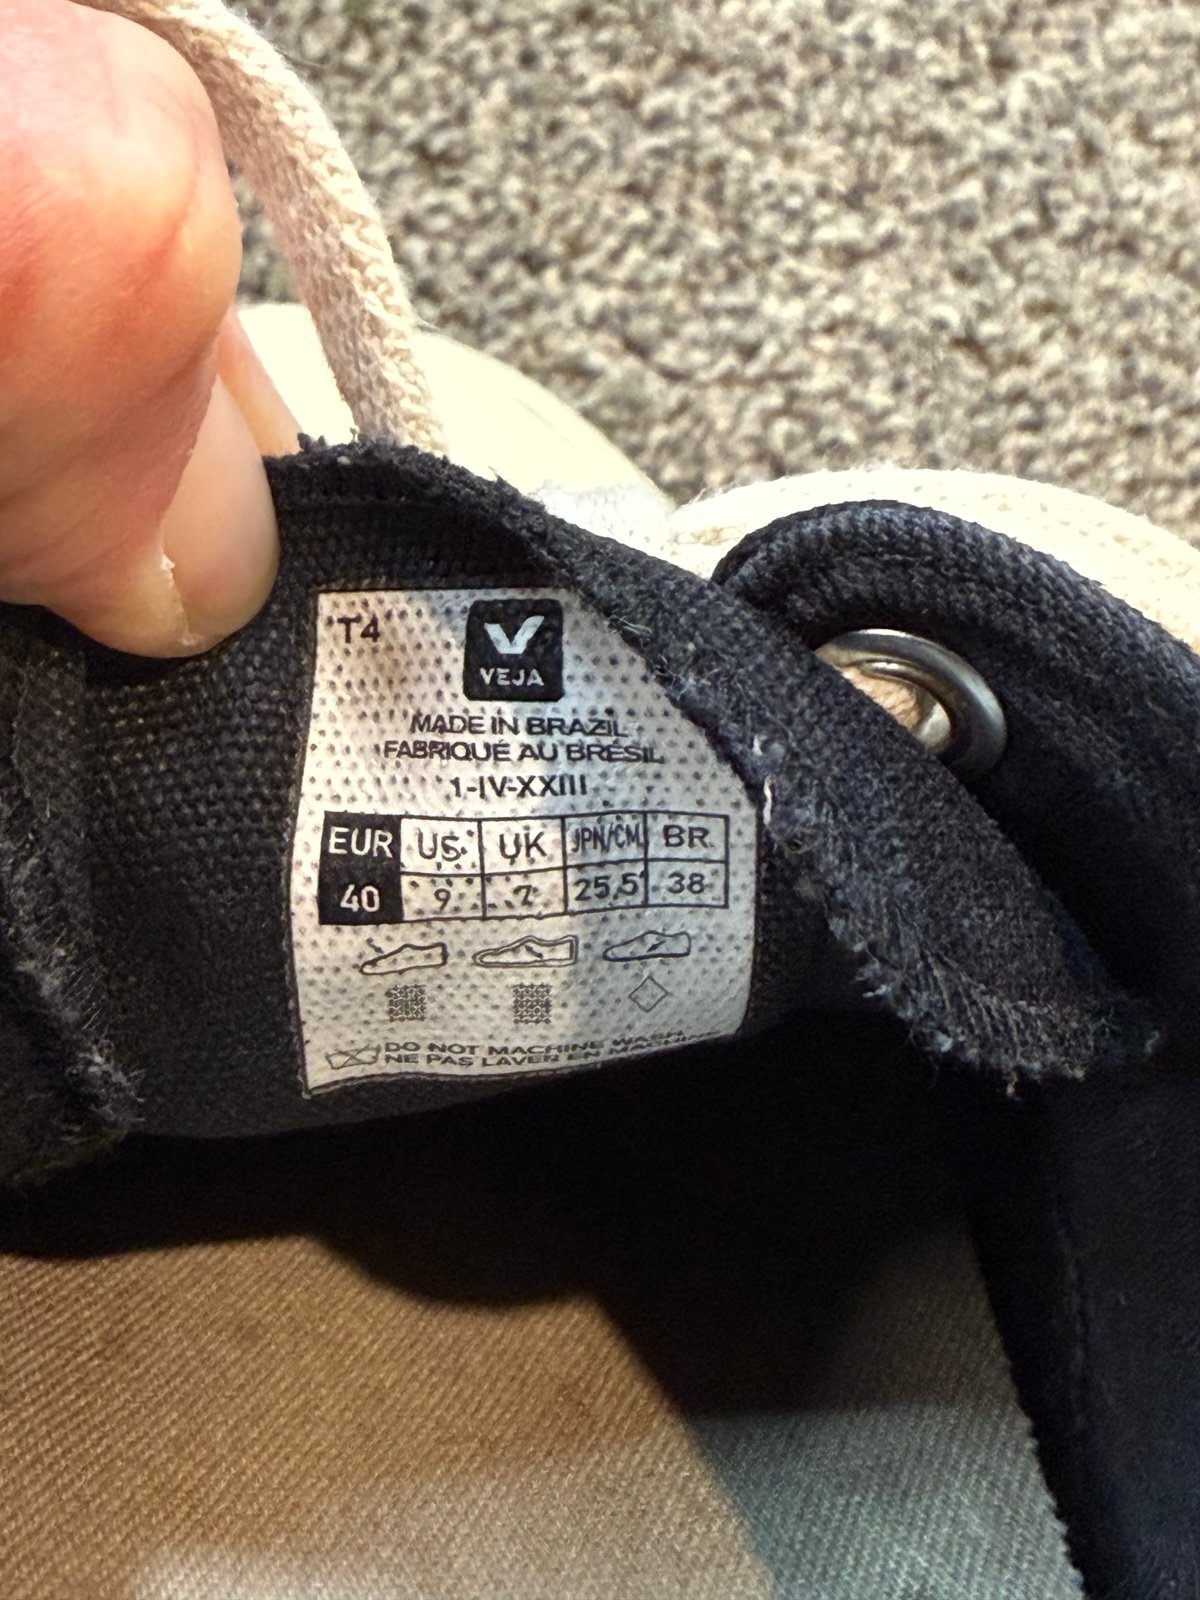 T4
VEJA
MADE IN BRAZIL
FABRIQUÉ AU BRÉSIL
1-IV-XXIII
EUR US UK JPN/CM BR
40 9 7 25,5 38
DO NOT MACHINE WASH
NE PAS LAVER EN MACHINE